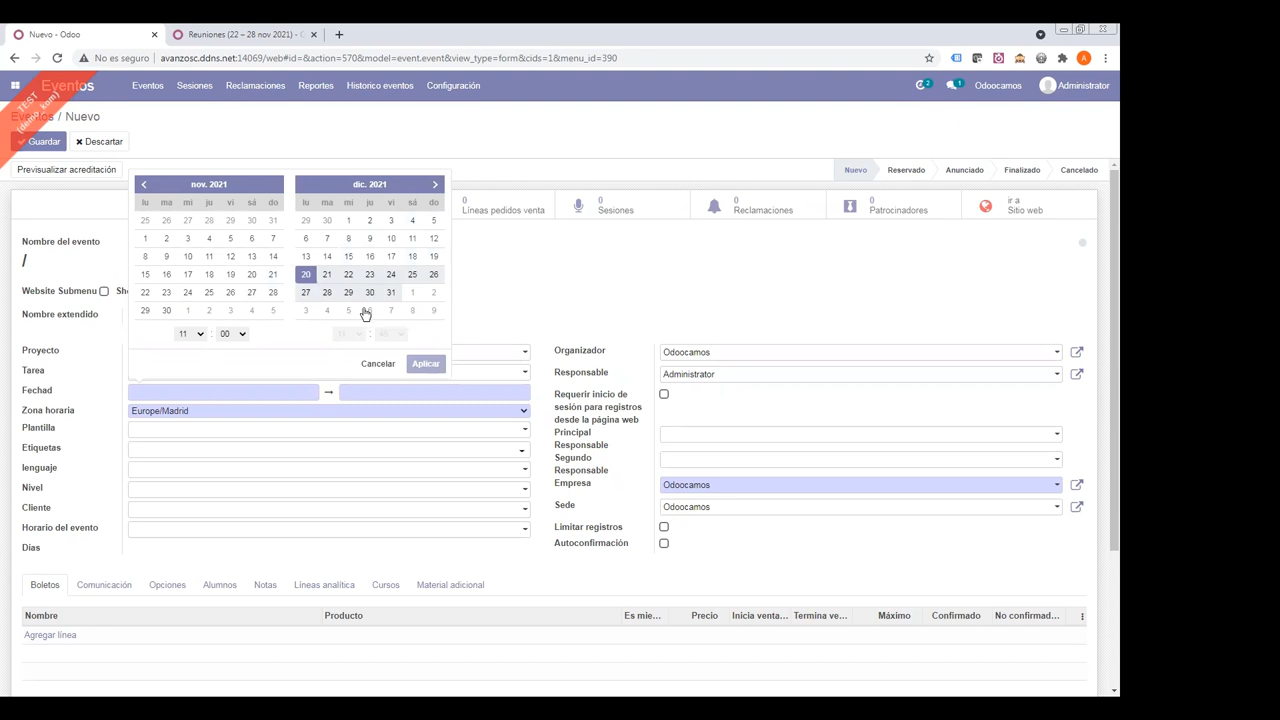 Nuevo - Odoo
Reuniones (22 – 28 nov 2021) -
No es seguro
avanzosc.ddns.net:14069/web#id=&action=570&model=event.event&view_type=form&cids=1&menu_id=390
A
Eventos
Eventos Sesiones Reclamaciones Reportes Historico eventos Configuración
2
1
Odoocamos
Administrator
TEST
Eventos / Nuevo
Guardar
Descartar
Previsualizar acreditación
Nuevo Reservado Anunciado Finalizado Cancelado
nov. 2021
lu ma mi ju vi sá do
25 26 27 28 29 30 31
1 2 3 4 5 6 7
8 9 10 11 12 13 14
15 16 17 18 19 20 21
22 23 24 25 26 27 28
29 30 1 2 3 4 5
11 : 00
dic. 2021
lu ma mi ju vi sá do
29 30 1 2 3 4 5
6 7 8 9 10 11 12
13 14 15 16 17 18 19
20 21 22 23 24 25 26
27 28 29 30 31 1 2
3 4 5 6 7 8 9
11 : 45
Cancelar
Aplicar
0
Líneas pedidos venta
0
Sesiones
0
Reclamaciones
0
Patrocinadores
ir a
Sitio web
Nombre del evento
/
Website Submenu
Nombre extendido
Proyecto
Tarea
Fechad
Zona horaria
Europe/Madrid
Plantilla
Etiquetas
lenguaje
Nivel
Cliente
Horario del evento
Días
Organizador
Odoocamos
Responsable
Administrator
Requerir inicio de
sesión para registros
desde la página web
Principal
Responsable
Segundo
Responsable
Empresa
Odoocamos
Sede
Odoocamos
Limitar registros
Autoconfirmación
Boletos Comunicación Opciones Alumnos Notas Líneas analítica Cursos Material adicional
Nombre Producto Es mie... Precio Inicia venta... Termina ve... Máximo Confirmado No confirmad...
Agregar línea